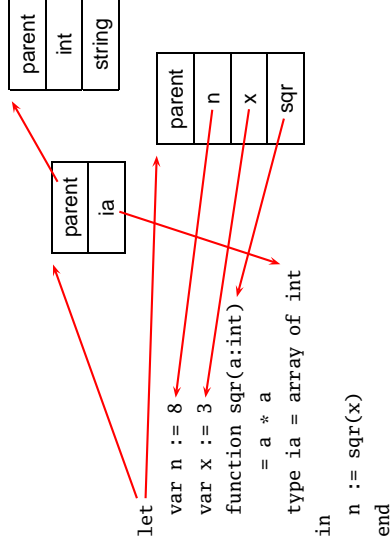 parent
int
string
parent
ia
parent
n
x
sqr
let
var n := 8
var x := 3
function sqr(a:int)
= a * a
type ia = array of int
in
n := sqr(x)
end